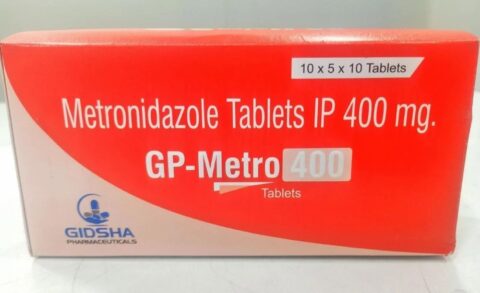 10 x 5 x 10 Tablets
Metronidazole Tablets IP 400 mg.
GP-Metro 400
Tablets
GIDSHA
PHARMACEUTICALS